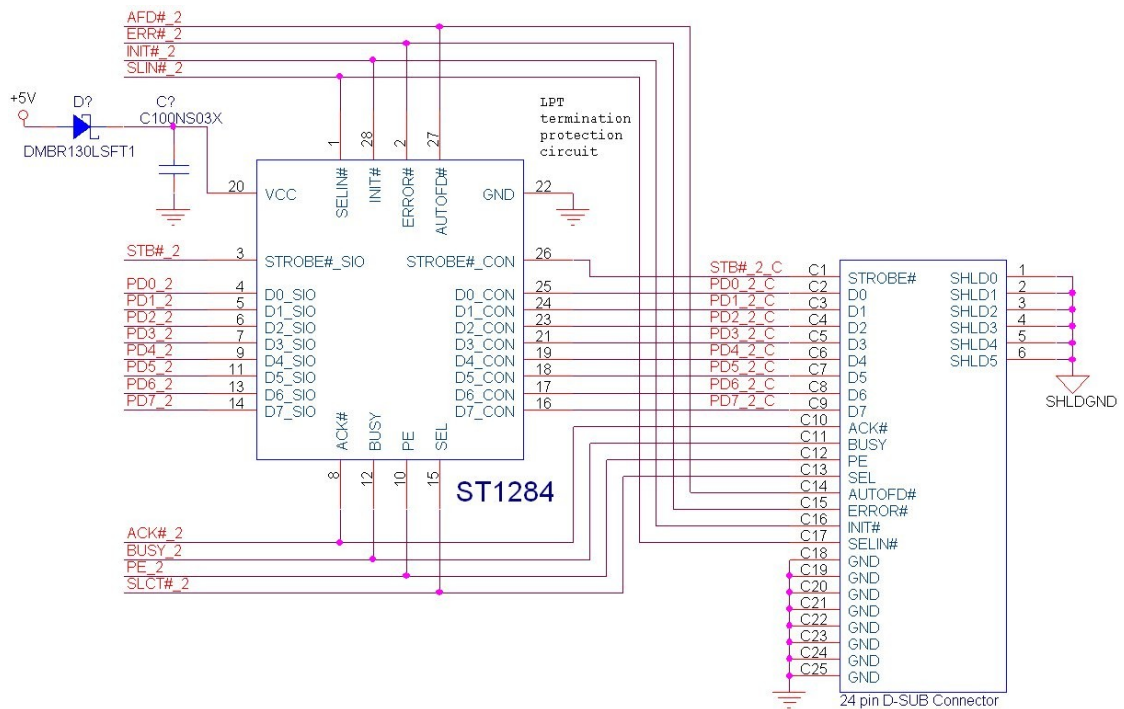 AFD#_2
ERR#_2
INIT#_2
SLIN#_2
+5V
D?
C?
C100NS03X
DMBR130LSFT1
LPT
termination
protection
circuit
1
28
2
27
20
VCC
SELIN#
INIT#
ERROR#
AUTOFD#
GND
22
STB#_2
3
STROBE#_SIO
STROBE#_CON
26
PD0_2
4
D0_SIO
D0_CON
25
PD1_2
5
D1_SIO
D1_CON
24
PD2_2
6
D2_SIO
D2_CON
23
PD3_2
7
D3_SIO
D3_CON
21
PD4_2
9
D4_SIO
D4_CON
19
PD5_2
11
D5_SIO
D5_CON
18
PD6_2
13
D6_SIO
D6_CON
17
PD7_2
14
D7_SIO
D7_CON
16
ACK#
BUSY
PE
SEL
8
12
10
15
ST1284
ACK#_2
BUSY_2
PE_2
SLCT#_2
STB#_2_C
C1
STROBE#
PD0_2_C
C2
D0
PD1_2_C
C3
D1
PD2_2_C
C4
D2
PD3_2_C
C5
D3
PD4_2_C
C6
D4
PD5_2_C
C7
D5
PD6_2_C
C8
D6
PD7_2_C
C9
D7
C10
ACK#
C11
BUSY
C12
PE
C13
SEL
C14
AUTOFD#
C15
ERROR#
C16
INIT#
C17
SELIN#
C18
GND
C19
GND
C20
GND
C21
GND
C22
GND
C23
GND
C24
GND
C25
GND
SHLD0
1
SHLD1
2
SHLD2
3
SHLD3
4
SHLD4
5
SHLD5
6
SHLDGND
24 pin D-SUB Connector